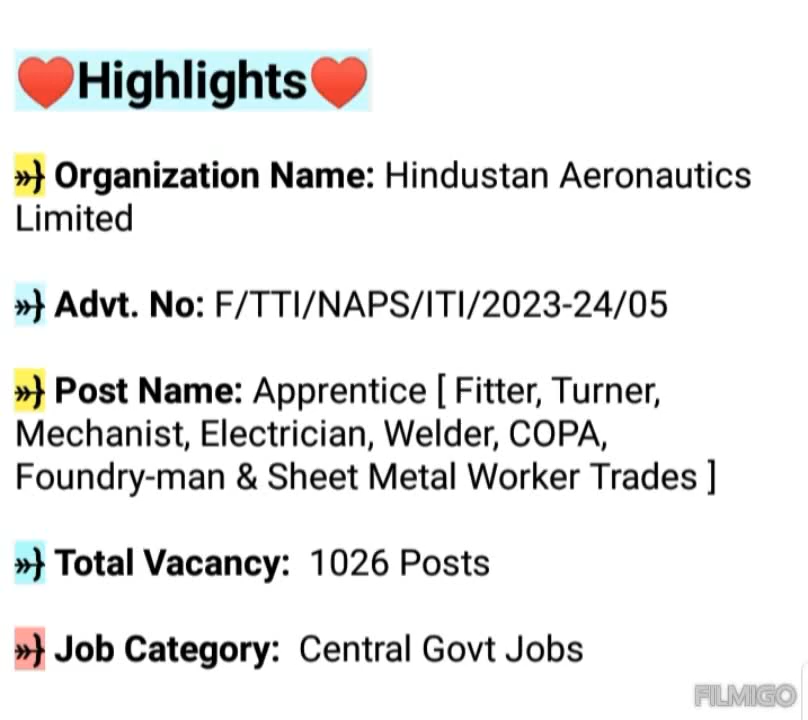 ♥Highlights♥
»} Organization Name: Hindustan Aeronautics
Limited
»} Advt. No: F/TTI/NAPS/ITI/2023-24/05
»} Post Name: Apprentice [ Fitter, Turner,
Mechanist, Electrician, Welder, COPA,
Foundry-man & Sheet Metal Worker Trades ]
»} Total Vacancy: 1026 Posts
»} Job Category: Central Govt Jobs
FILMIGO